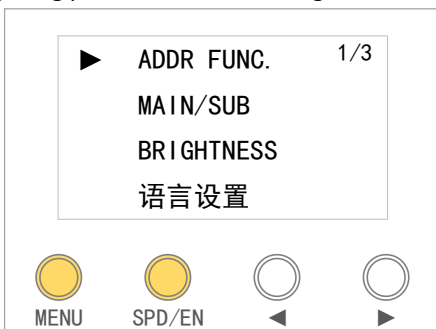 ▶ ADDR FUNC. 1/3
MAIN/SUB
BRIGHTNESS
语言设置
MENU SPD/EN ◀ ▶